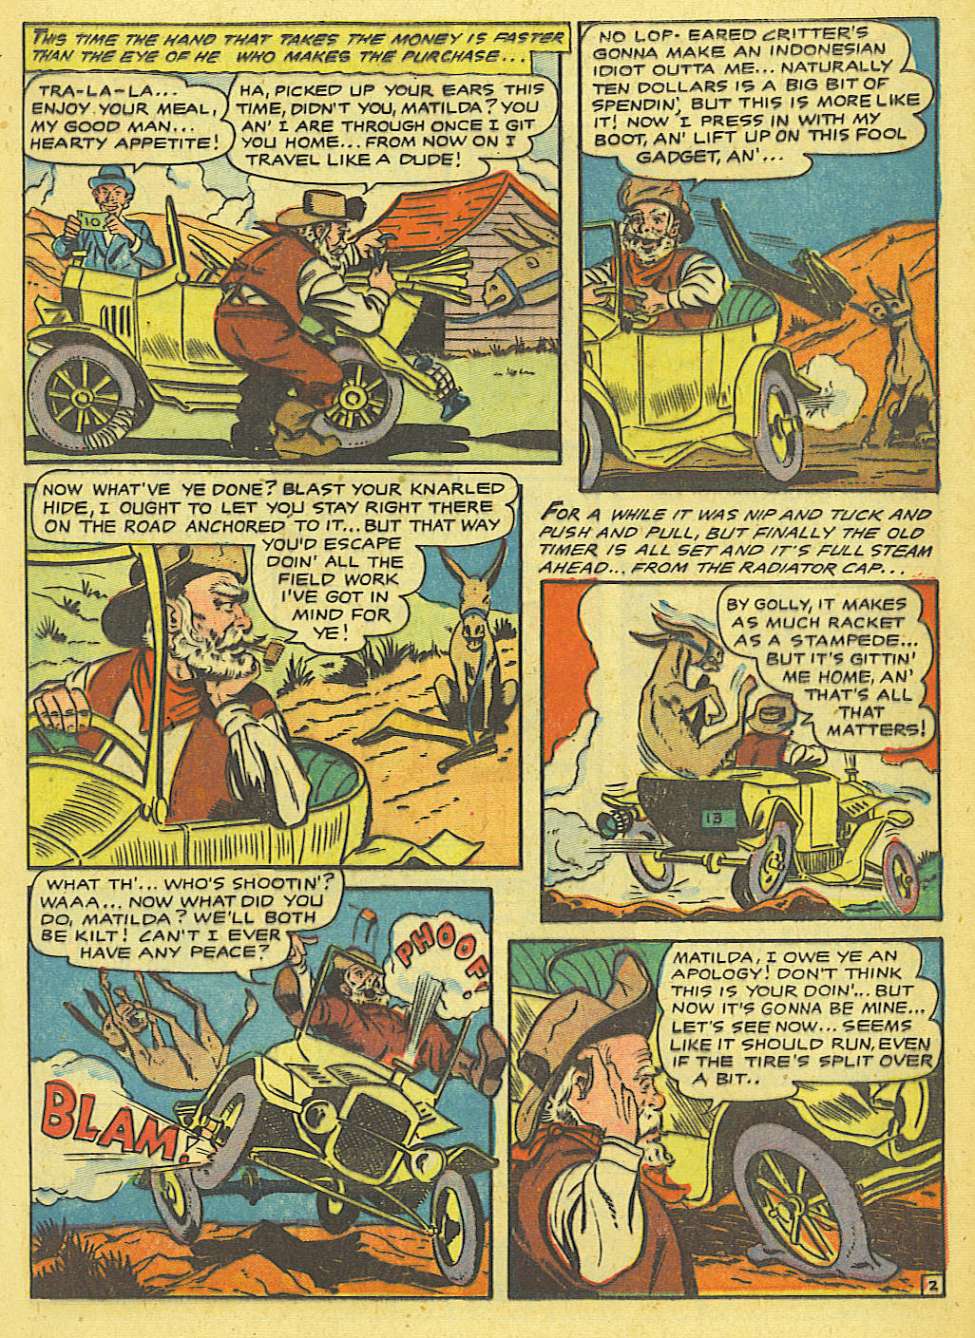 THIS TIME THE HAND THAT TAKES THE MONEY IS FASTER
THAN THE EYE OF HE WHO MAKES THE PURCHASE...
TRA-LA-LA...
ENJOY YOUR MEAL,
MY GOOD MAN...
HEARTY APPETITE!
HA, PICKED UP YOUR EARS THIS
TIME, DIDN'T YOU, MATILDA? YOU
AN' I ARE THROUGH ONCE I GIT
YOU HOME... FROM NOW ON I
TRAVEL LIKE A DUDE!
10
NO LOP-EARED CRITTER'S
GONNA MAKE AN INDONESIAN
IDIOT OUTTA ME... NATURALLY
TEN DOLLARS IS A BIG BIT OF
SPENDIN', BUT THIS IS MORE LIKE
IT! NOW I PRESS IN WITH MY
BOOT, AN' LIFT UP ON THIS FOOL
GADGET, AN'...
NOW WHAT'VE YE DONE? BLAST YOUR KNARLED
HIDE, I OUGHT TO LET YOU STAY RIGHT THERE
ON THE ROAD ANCHORED TO IT... BUT THAT WAY
YOU'D ESCAPE
DOIN' ALL THE
FIELD WORK
I'VE GOT IN
MIND FOR
YE!
FOR A WHILE IT WAS NIP AND TUCK AND
PUSH AND PULL, BUT FINALLY THE OLD
TIMER IS ALL SET AND IT'S FULL STEAM
AHEAD... FROM THE RADIATOR CAP...
BY GOLLY, IT MAKES
AS MUCH RACKET
AS A STAMPEDE...
BUT IT'S GITTIN'
ME HOME, AN'
THAT'S ALL
THAT
MATTERS!
13
WHAT TH'... WHO'S SHOOTIN'?
WAAA... NOW WHAT DID YOU
DO, MATILDA? WE'LL BOTH
BE KILT! CAN'T I EVER
HAVE ANY PEACE?
PHOOF!
BLAM!
MATILDA, I OWE YE AN
APOLOGY! DON'T THINK
THIS IS YOUR DOIN'... BUT
NOW IT'S GONNA BE MINE...
LET'S SEE NOW... SEEMS
LIKE IT SHOULD RUN, EVEN
IF THE TIRE'S SPLIT OVER
A BIT..
2